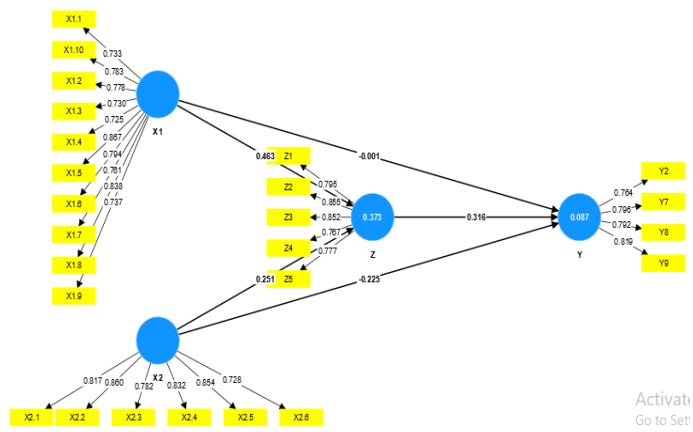 X1.1
X1.10
X1.2
X1.3
X1.4
X1.5
X1.6
X1.7
X1.8
X1.9
0.733
0.783
0.778
0.730
0.725
0.867
0.794
0.761
0.838
0.737
X1
0.463
-0.001
Z1
Z2
Z3
Z4
Z5
0.795
0.855
0.852
0.767
0.777
0.373
Z
0.316
0.087
Y
0.764
0.796
0.792
0.819
Y2
Y7
Y8
Y9
0.251
-0.225
X2
0.817
0.860
0.782
0.832
0.854
0.728
X2.1
X2.2
X2.3
X2.4
X2.5
X2.6
Activate
Go to Sett